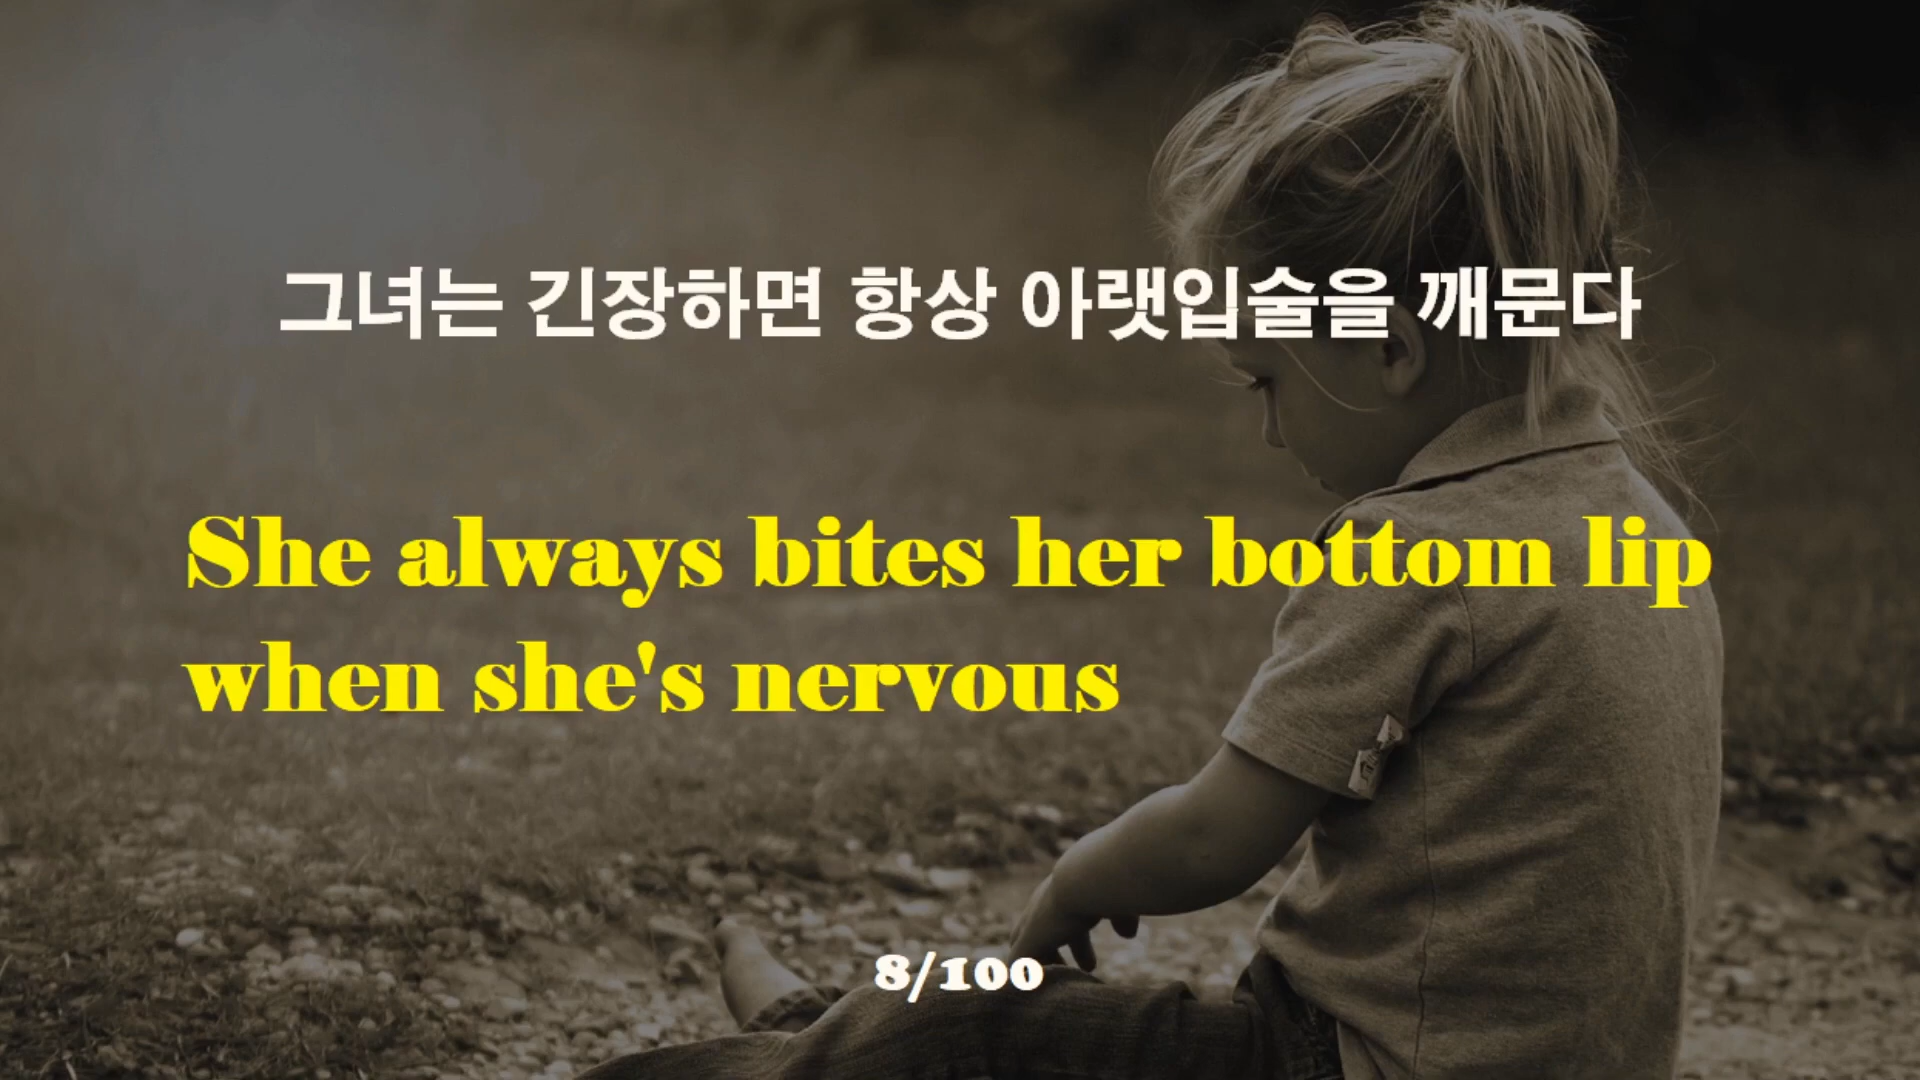 그녀는 긴장하면 항상 아랫입술을 깨문다
She always bites her bottom lip
when she's nervous
8/100